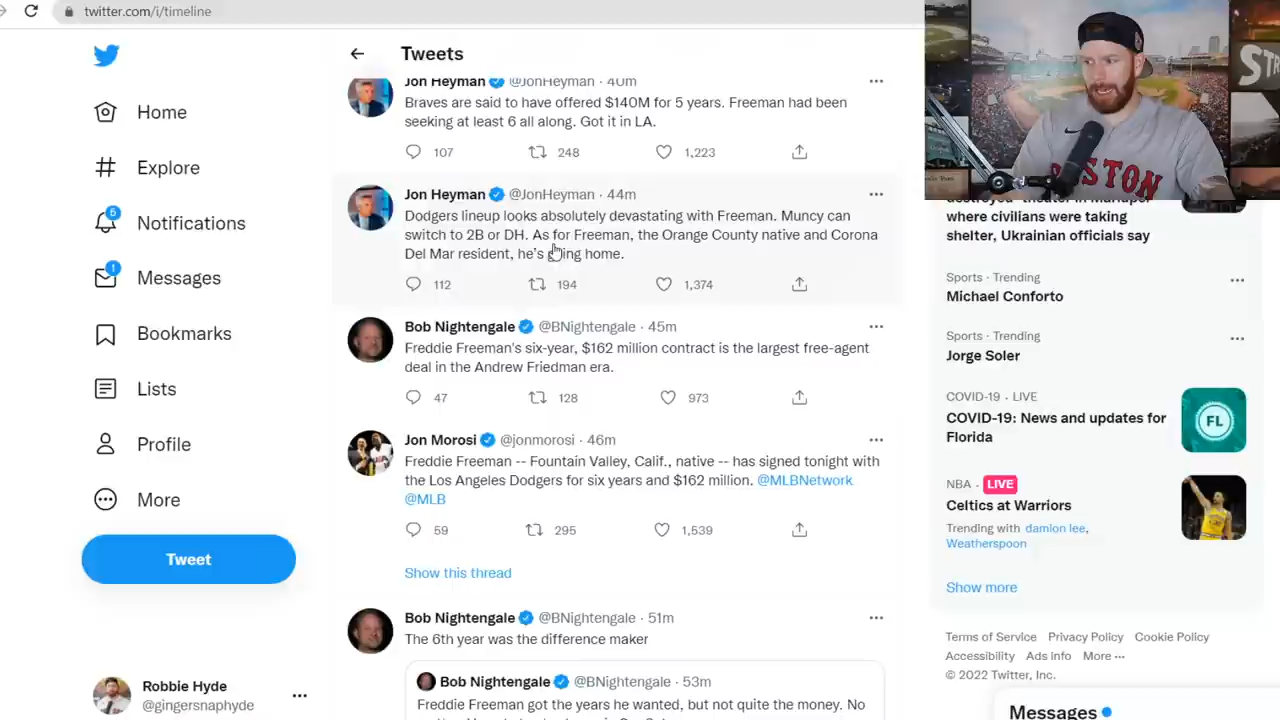 twitter.com/i/timeline
Home
Explore
6
Notifications
1
Messages
Bookmarks
Lists
Profile
More
Tweet
Robbie Hyde
@gingersnaphyde
Tweets
Jon Heyman @JonHeyman · 40m
Braves are said to have offered $140M for 5 years. Freeman had been
seeking at least 6 all along. Got it in LA.
107 248 1,223
Jon Heyman @JonHeyman · 44m
Dodgers lineup looks absolutely devastating with Freeman. Muncy can
switch to 2B or DH. As for Freeman, the Orange County native and Corona
Del Mar resident, he's going home.
112 194 1,374
Bob Nightengale @BNightengale · 45m
Freddie Freeman's six-year, $162 million contract is the largest free-agent
deal in the Andrew Friedman era.
47 128 973
Jon Morosi @jonmorosi · 46m
Freddie Freeman -- Fountain Valley, Calif., native -- has signed tonight with
the Los Angeles Dodgers for six years and $162 million. @MLBNetwork
@MLB
59 295 1,539
Show this thread
Bob Nightengale @BNightengale · 51m
The 6th year was the difference maker
Bob Nightengale @BNightengale · 53m
Freddie Freeman got the years he wanted, but not quite the money. No
BOSTON
where civilians were taking
shelter, Ukrainian officials say
Sports · Trending
Michael Conforto
Sports · Trending
Jorge Soler
COVID-19 · LIVE
COVID-19: News and updates for
Florida
FL
NBA · LIVE
Celtics at Warriors
Trending with damion lee,
Weatherspoon
Show more
Terms of Service Privacy Policy Cookie Policy
Accessibility Ads info More ···
© 2022 Twitter, Inc.
Messages